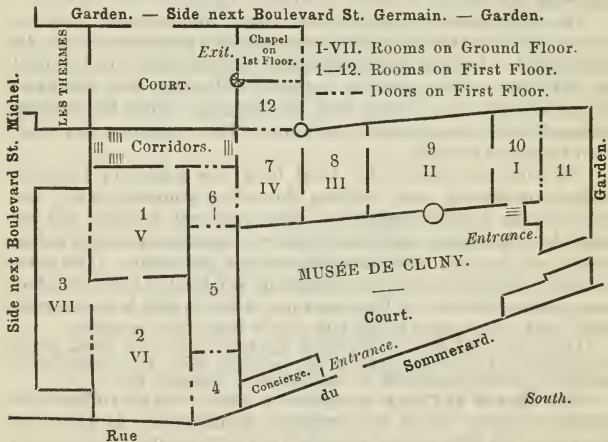 Garden. — Side next Boulevard St. Germain. — Garden.
LES THERMES
COURT.
Exit.
Chapel
on
1st Floor.
I-VII. Rooms on Ground Floor.
1—12. Rooms on First Floor.
Doors on First Floor.
12
Side next Boulevard St. Michel.
Corridors.
7
IV
8
III
9
II
10
I
11
Garden.
1
V
6
Entrance.
3
VII
5
MUSÉE DE CLUNY.
Court.
2
VI
4
Concierge.
Entrance.
Rue du Sommerard.
South.